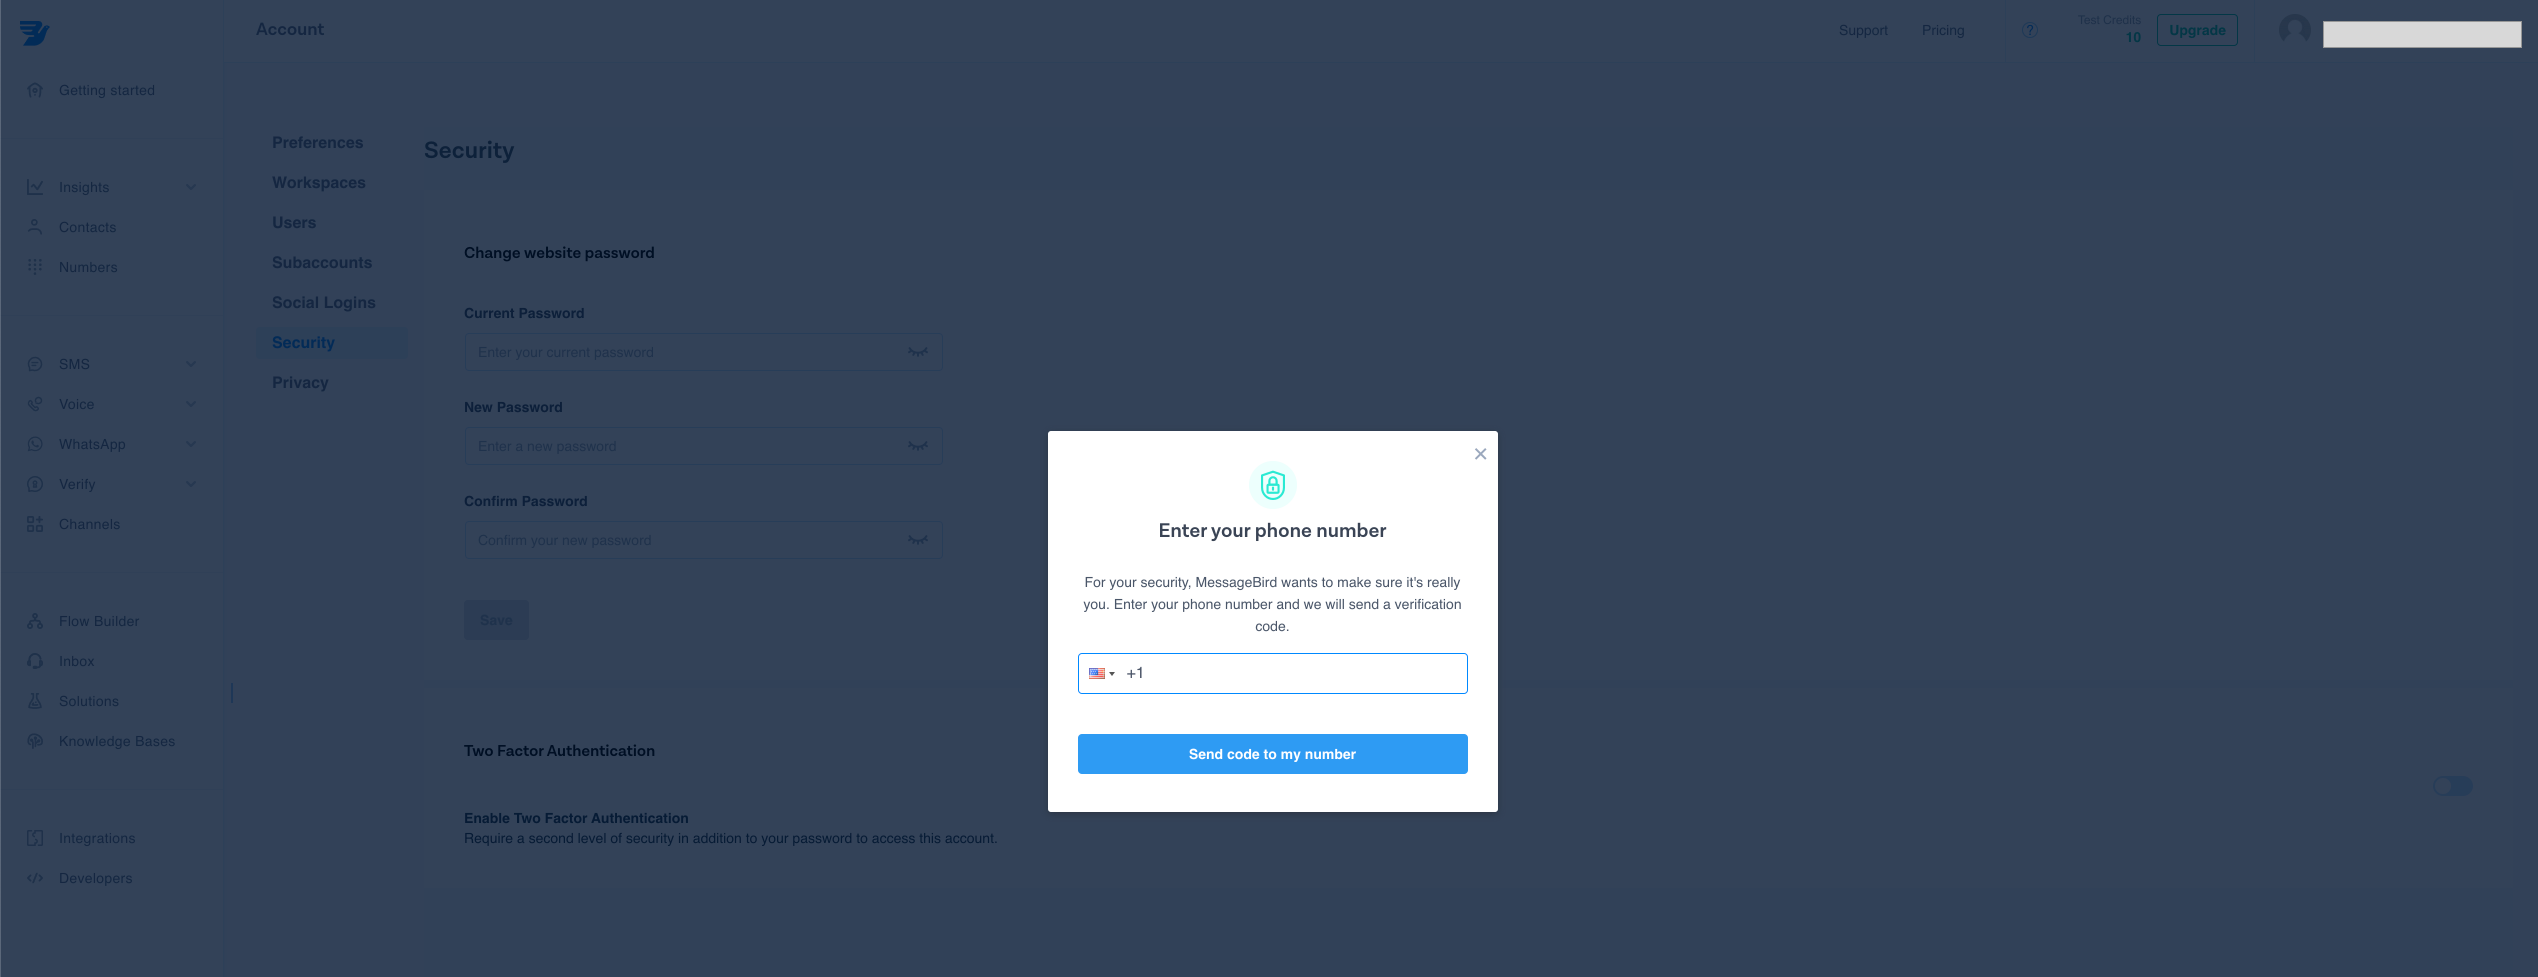 Account
Support
Pricing
Test Credits
10
Upgrade
Getting started
Insights
Contacts
Numbers
SMS
Voice
WhatsApp
Verify
Channels
Flow Builder
Inbox
Solutions
Knowledge Bases
Integrations
Developers
Preferences
Workspaces
Users
Subaccounts
Social Logins
Security
Privacy
Security
Change website password
Current Password
Enter your current password
New Password
Enter a new password
Confirm Password
Confirm your new password
Save
Two Factor Authentication
Enable Two Factor Authentication
Require a second level of security in addition to your password to access this account.
Enter your phone number
For your security, MessageBird wants to make sure it's really
you. Enter your phone number and we will send a verification
code.
+1
Send code to my number